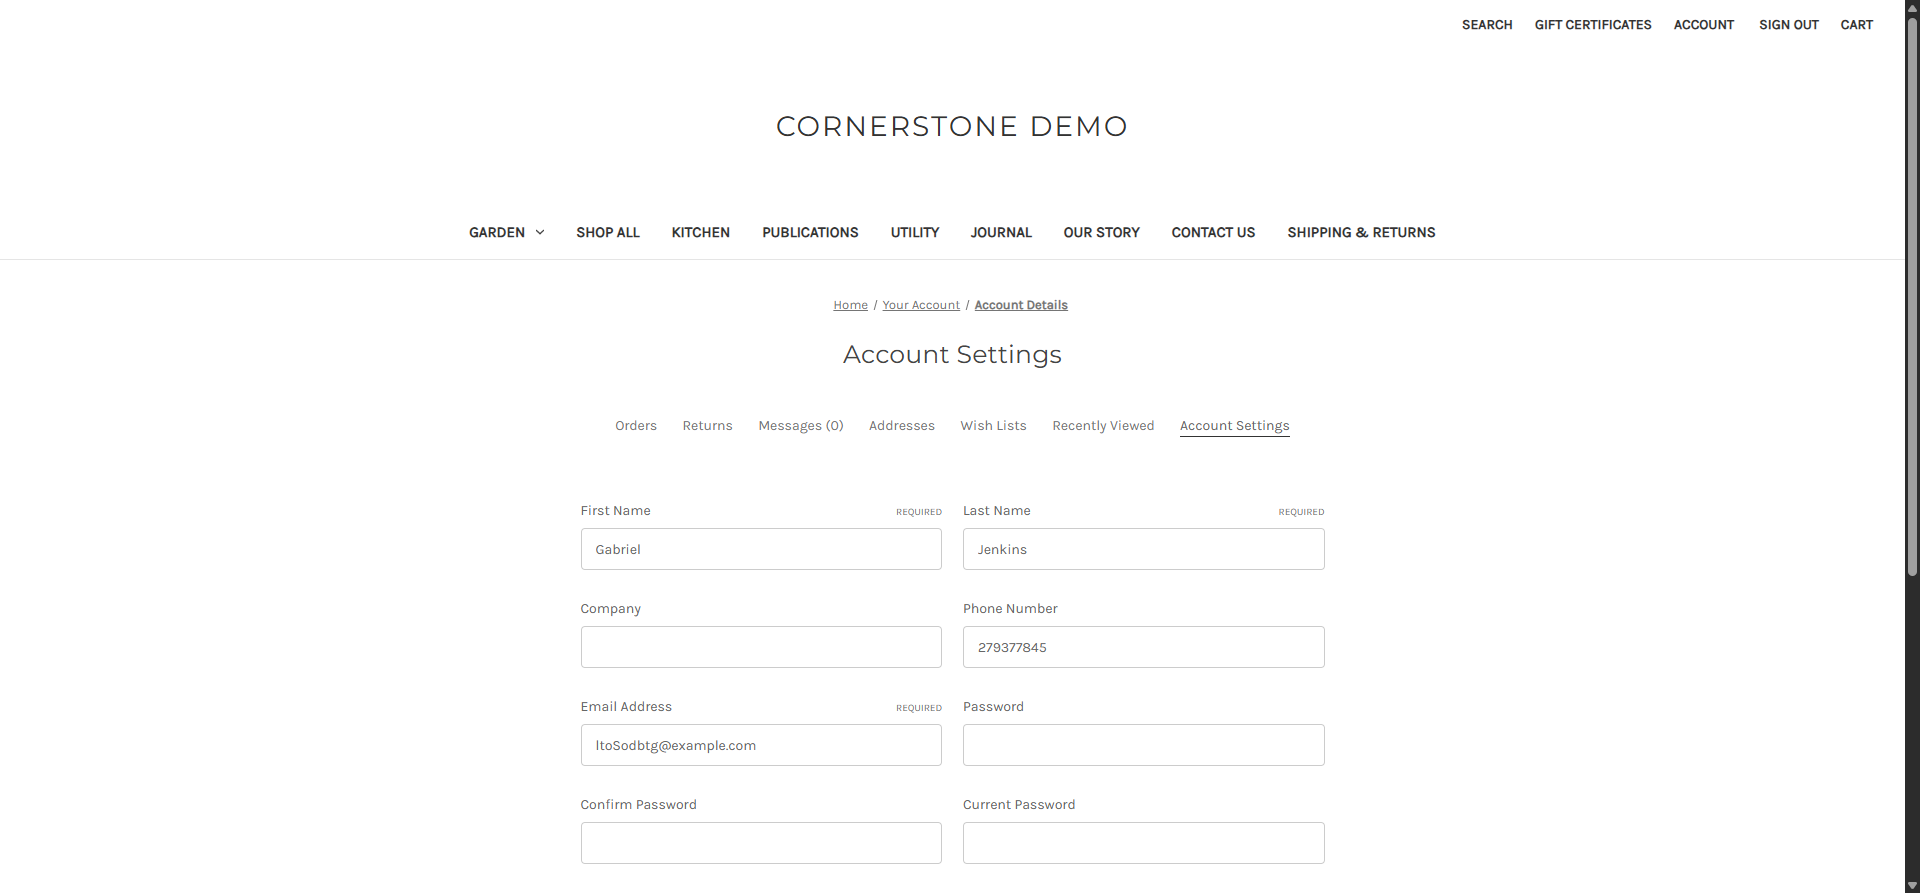 SEARCH GIFT CERTIFICATES ACCOUNT SIGN OUT CART
CORNERSTONE DEMO
GARDEN SHOP ALL KITCHEN PUBLICATIONS UTILITY JOURNAL OUR STORY CONTACT US SHIPPING & RETURNS
Home / Your Account / Account Details
Account Settings
Orders Returns Messages (0) Addresses Wish Lists Recently Viewed Account Settings
First Name REQUIRED Last Name REQUIRED
Gabriel Jenkins
Company Phone Number
279377845
Email Address REQUIRED Password
ltoSodbtg@example.com
Confirm Password Current Password